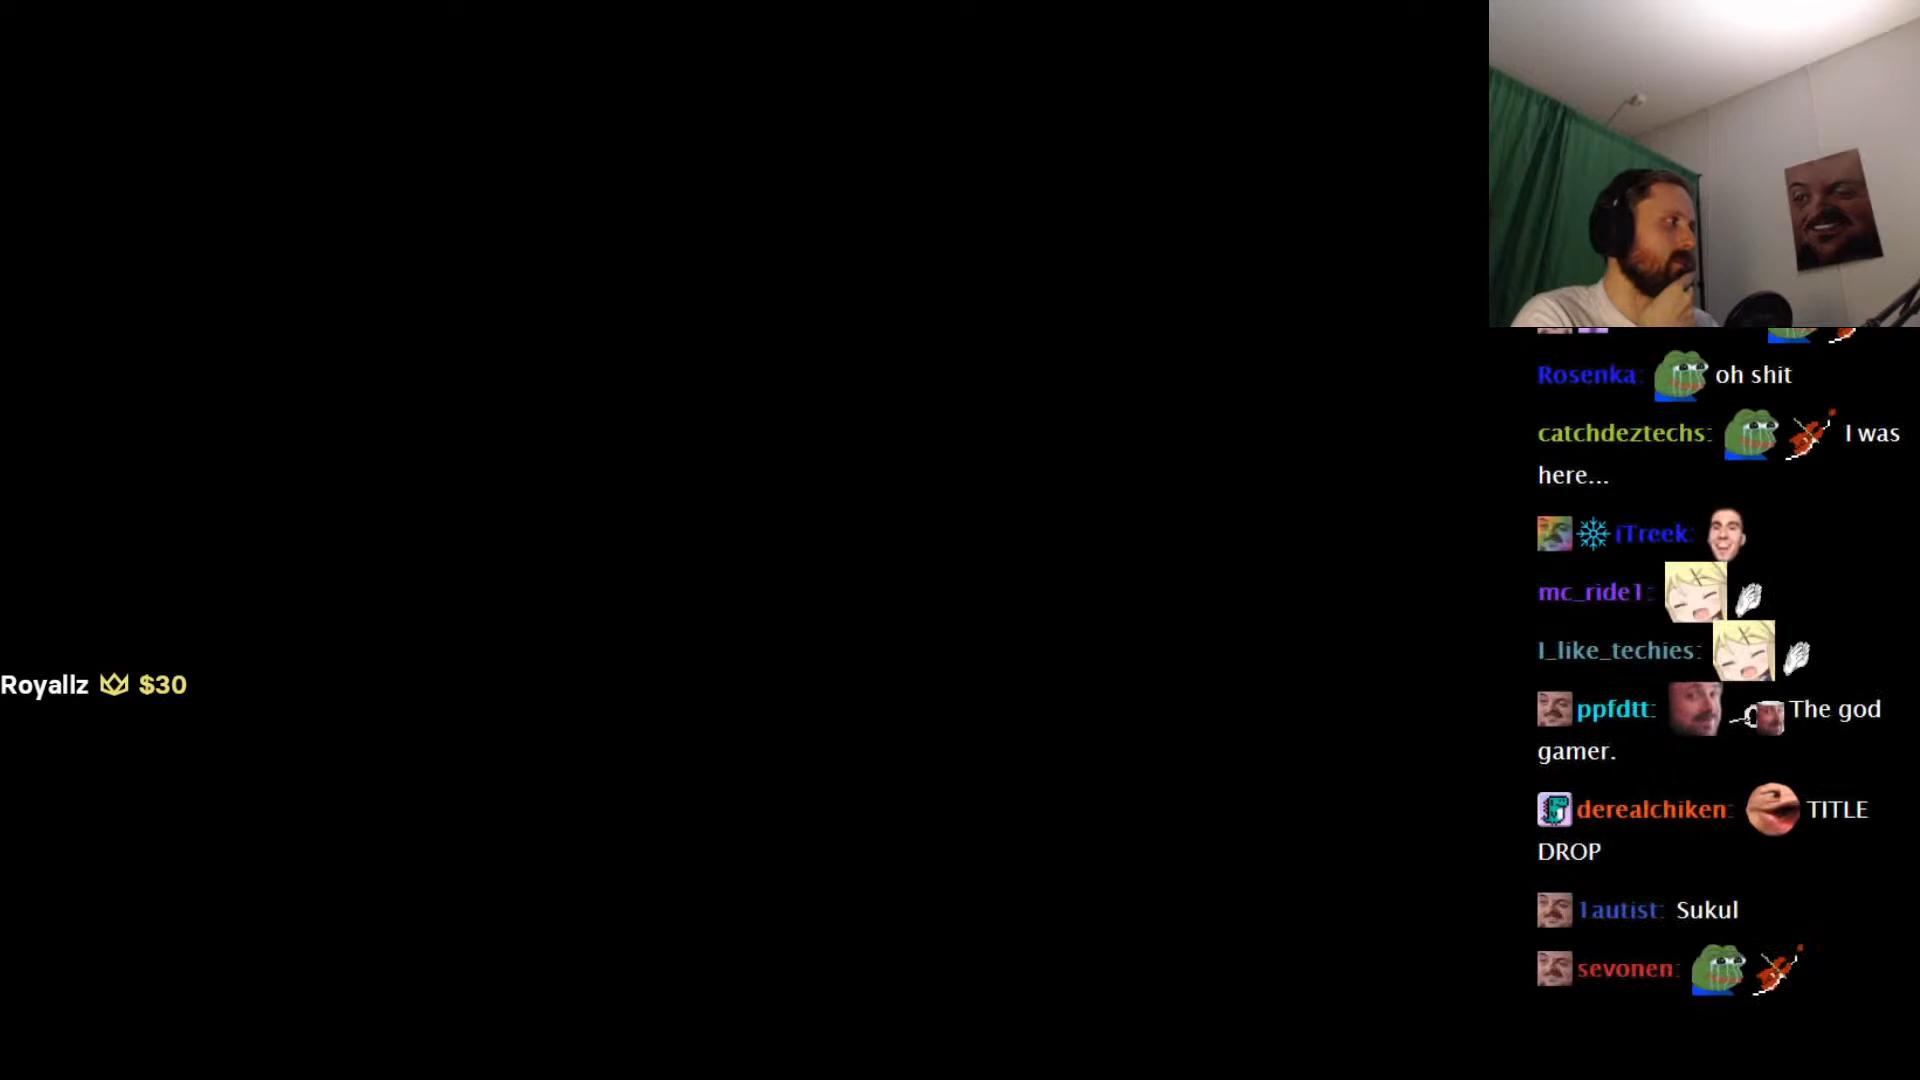 Rosenka: oh shit
catchdeztechs: I was
here...
iTreek:
mc_ride1:
I_like_techies:
Royallz $30
ppfdtt: The god
gamer.
derealchiken: TITLE
DROP
1autist: Sukul
sevonen: